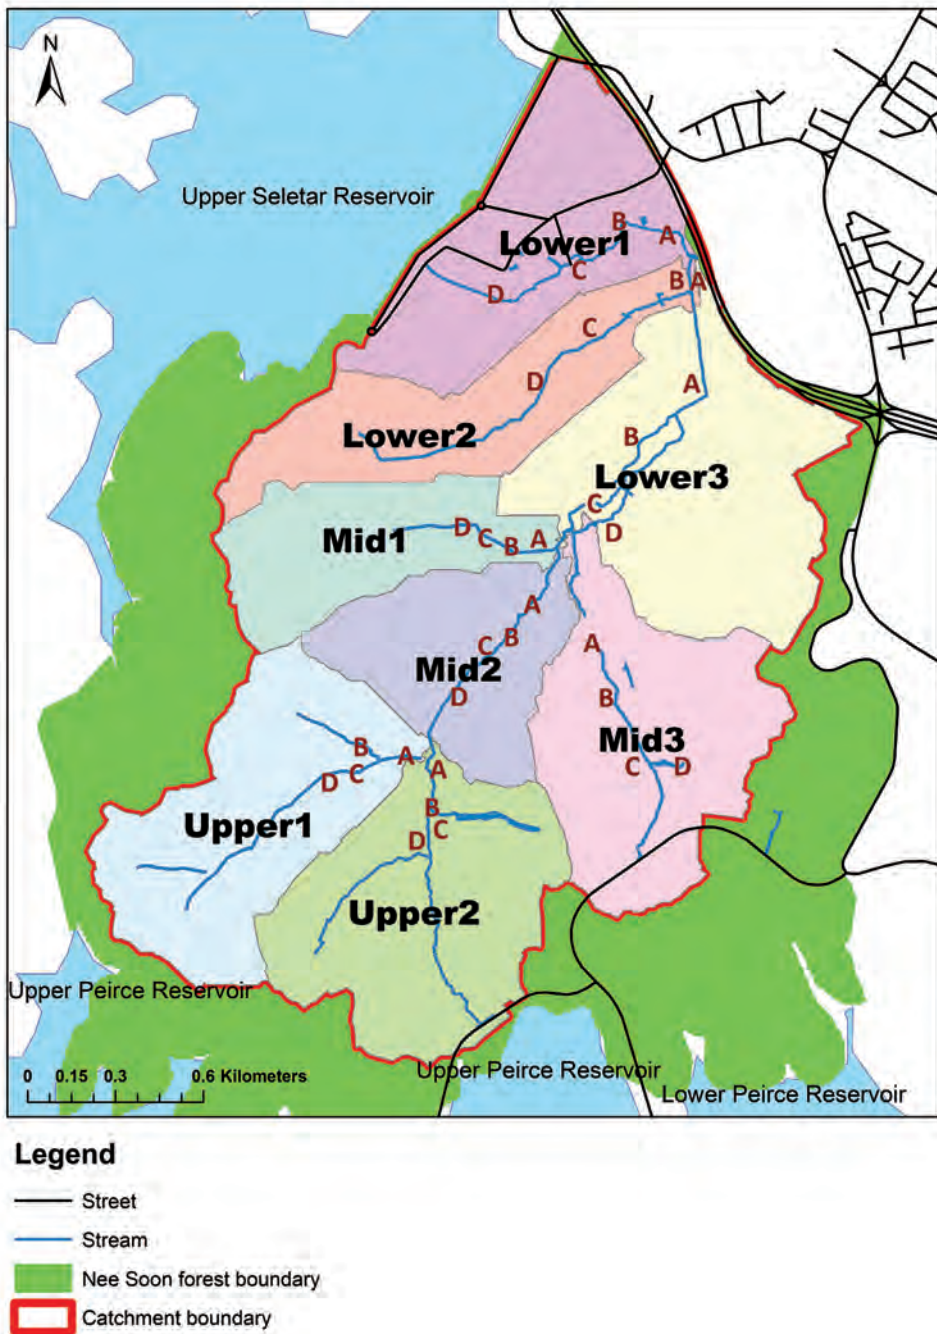 N
Upper Seletar Reservoir
B
A
Lower1
C
D
B A
C
D
A
Lower2
B
Lower3
C
D
Mid1
D
C
B
A
A
B
C
Mid2
D
A
B
Mid3
C
D
B
A
A
C
D
Upper1
B
C
D
Upper2
Upper Peirce Reservoir
Upper Peirce Reservoir
Lower Peirce Reservoir
0 0.15 0.3 0.6 Kilometers
Legend
Street
Stream
Nee Soon forest boundary
Catchment boundary